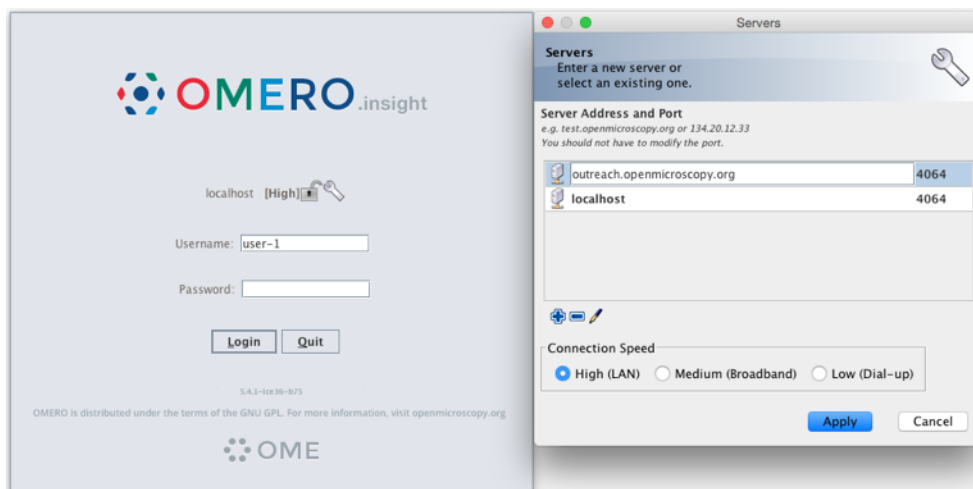 OMERO.insight
localhost [High]
Username: user-1
Password:
Login Quit
5.4.1-ice36-b75
OMERO is distributed under the terms of the GNU GPL. For more information, visit openmicroscopy.org
OME
Servers
Servers
Enter a new server or
select an existing one.
Server Address and Port
e.g. test.openmicroscopy.org or 134.20.12.33
You should not have to modify the port.
outreach.openmicroscopy.org 4064
localhost 4064
Connection Speed
High (LAN) Medium (Broadband) Low (Dial-up)
Apply Cancel